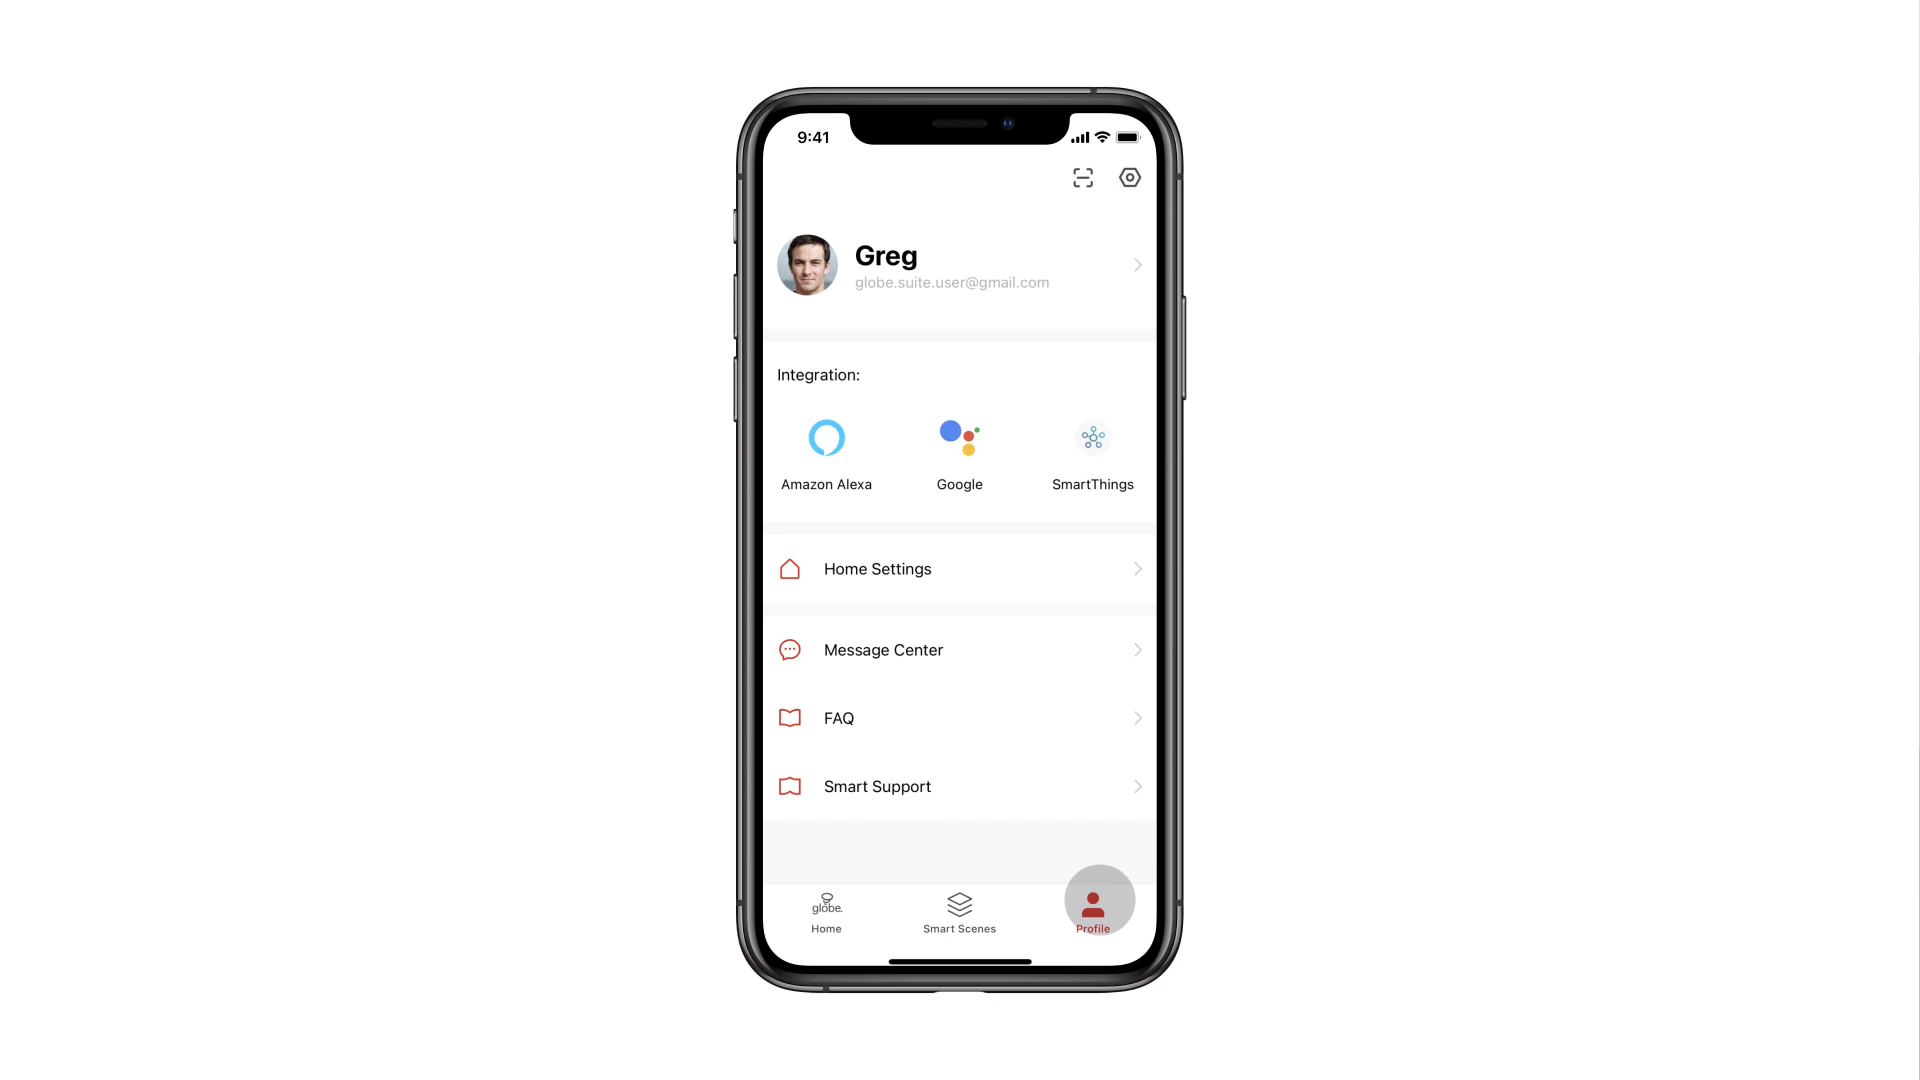 9:41
Greg
globe.suite.user@gmail.com
Integration:
Amazon Alexa
Google
SmartThings
Home Settings
Message Center
FAQ
Smart Support
globe.
Home
Smart Scenes
Profile